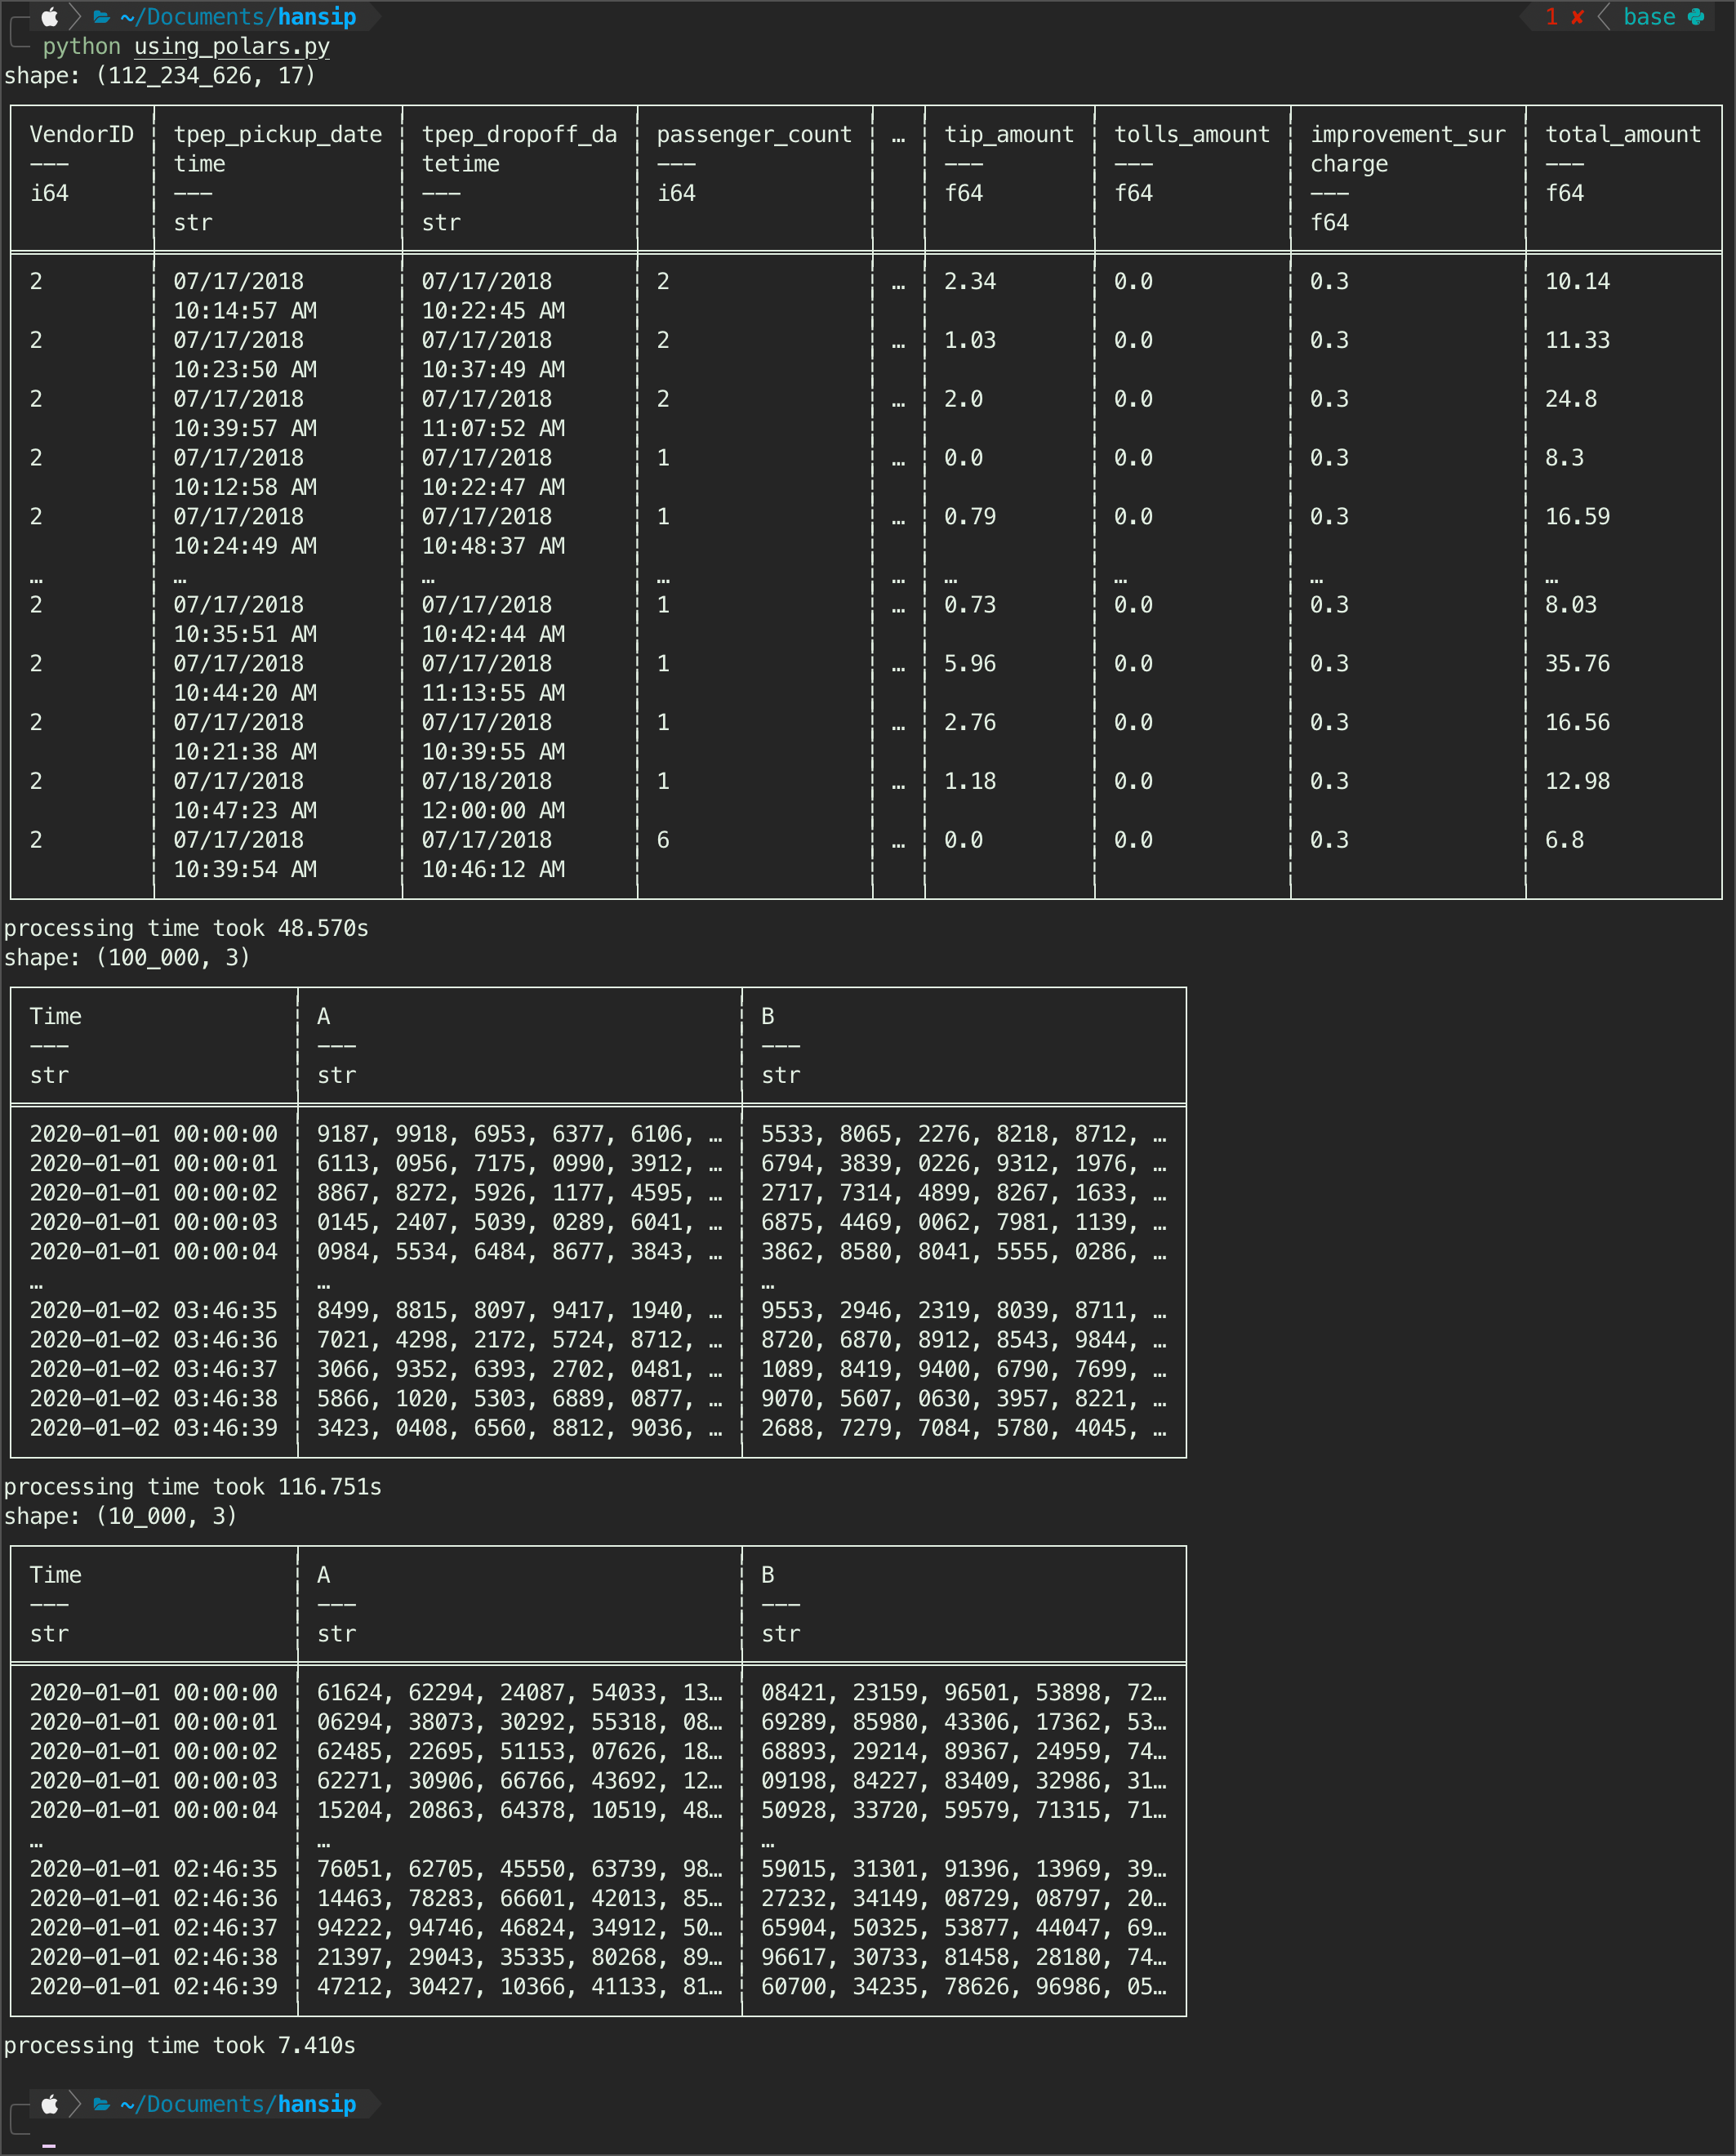 ~/Documents/hansip 1 ✘ base
python using_polars.py
shape: (112_234_626, 17)
VendorID tpep_pickup_date tpep_dropoff_da passenger_count … tip_amount tolls_amount improvement_sur total_amount
--- time tetime --- --- --- charge ---
i64 --- --- i64 f64 f64 --- f64
str str f64
2 07/17/2018 07/17/2018 2 … 2.34 0.0 0.3 10.14
10:14:57 AM 10:22:45 AM
2 07/17/2018 07/17/2018 2 … 1.03 0.0 0.3 11.33
10:23:50 AM 10:37:49 AM
2 07/17/2018 07/17/2018 2 … 2.0 0.0 0.3 24.8
10:39:57 AM 11:07:52 AM
2 07/17/2018 07/17/2018 1 … 0.0 0.0 0.3 8.3
10:12:58 AM 10:22:47 AM
2 07/17/2018 07/17/2018 1 … 0.79 0.0 0.3 16.59
10:24:49 AM 10:48:37 AM
… … … … … … … … …
2 07/17/2018 07/17/2018 1 … 0.73 0.0 0.3 8.03
10:35:51 AM 10:42:44 AM
2 07/17/2018 07/17/2018 1 … 5.96 0.0 0.3 35.76
10:44:20 AM 11:13:55 AM
2 07/17/2018 07/17/2018 1 … 2.76 0.0 0.3 16.56
10:21:38 AM 10:39:55 AM
2 07/17/2018 07/18/2018 1 … 1.18 0.0 0.3 12.98
10:47:23 AM 12:00:00 AM
2 07/17/2018 07/17/2018 6 … 0.0 0.0 0.3 6.8
10:39:54 AM 10:46:12 AM
processing time took 48.570s
shape: (100_000, 3)
Time A B
--- --- ---
str str str
2020-01-01 00:00:00 9187, 9918, 6953, 6377, 6106, … 5533, 8065, 2276, 8218, 8712, …
2020-01-01 00:00:01 6113, 0956, 7175, 0990, 3912, … 6794, 3839, 0226, 9312, 1976, …
2020-01-01 00:00:02 8867, 8272, 5926, 1177, 4595, … 2717, 7314, 4899, 8267, 1633, …
2020-01-01 00:00:03 0145, 2407, 5039, 0289, 6041, … 6875, 4469, 0062, 7981, 1139, …
2020-01-01 00:00:04 0984, 5534, 6484, 8677, 3843, … 3862, 8580, 8041, 5555, 0286, …
… … …
2020-01-02 03:46:35 8499, 8815, 8097, 9417, 1940, … 9553, 2946, 2319, 8039, 8711, …
2020-01-02 03:46:36 7021, 4298, 2172, 5724, 8712, … 8720, 6870, 8912, 8543, 9844, …
2020-01-02 03:46:37 3066, 9352, 6393, 2702, 0481, … 1089, 8419, 9400, 6790, 7699, …
2020-01-02 03:46:38 5866, 1020, 5303, 6889, 0877, … 9070, 5607, 0630, 3957, 8221, …
2020-01-02 03:46:39 3423, 0408, 6560, 8812, 9036, … 2688, 7279, 7084, 5780, 4045, …
processing time took 116.751s
shape: (10_000, 3)
Time A B
--- --- ---
str str str
2020-01-01 00:00:00 61624, 62294, 24087, 54033, 13… 08421, 23159, 96501, 53898, 72…
2020-01-01 00:00:01 06294, 38073, 30292, 55318, 08… 69289, 85980, 43306, 17362, 53…
2020-01-01 00:00:02 62485, 22695, 51153, 07626, 18… 68893, 29214, 89367, 24959, 74…
2020-01-01 00:00:03 62271, 30906, 66766, 43692, 12… 09198, 84227, 83409, 32986, 31…
2020-01-01 00:00:04 15204, 20863, 64378, 10519, 48… 50928, 33720, 59579, 71315, 71…
… … …
2020-01-01 02:46:35 76051, 62705, 45550, 63739, 98… 59015, 31301, 91396, 13969, 39…
2020-01-01 02:46:36 14463, 78283, 66601, 42013, 85… 27232, 34149, 08729, 08797, 20…
2020-01-01 02:46:37 94222, 94746, 46824, 34912, 50… 65904, 50325, 53877, 44047, 69…
2020-01-01 02:46:38 21397, 29043, 35335, 80268, 89… 96617, 30733, 81458, 28180, 74…
2020-01-01 02:46:39 47212, 30427, 10366, 41133, 81… 60700, 34235, 78626, 96986, 05…
processing time took 7.410s
~/Documents/hansip